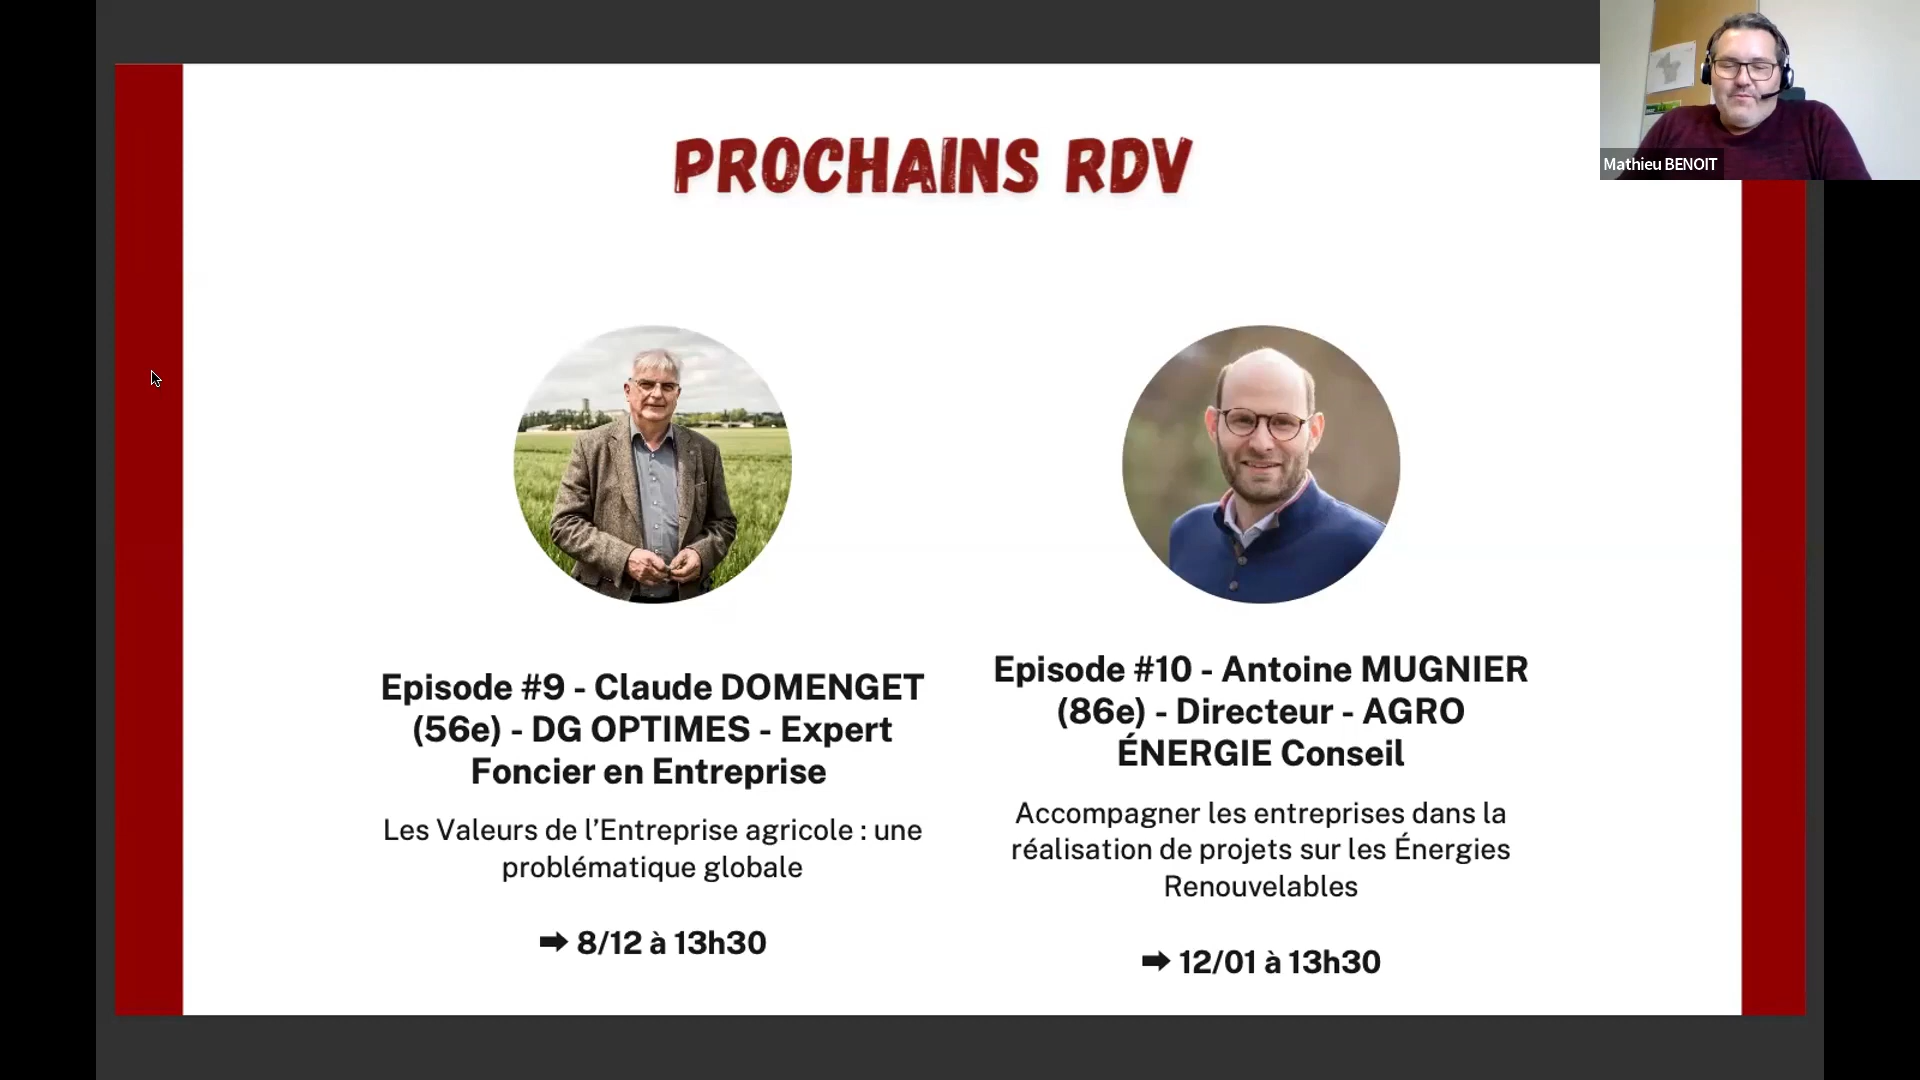 PROCHAINS RDV
Mathieu BENOIT
Episode #9 - Claude DOMENGET
(56e) - DG OPTIMES - Expert
Foncier en Entreprise
Les Valeurs de l’Entreprise agricole : une
problématique globale
➡ 8/12 à 13h30
Episode #10 - Antoine MUGNIER
(86e) - Directeur - AGRO
ÉNERGIE Conseil
Accompagner les entreprises dans la
réalisation de projets sur les Énergies
Renouvelables
➡ 12/01 à 13h30